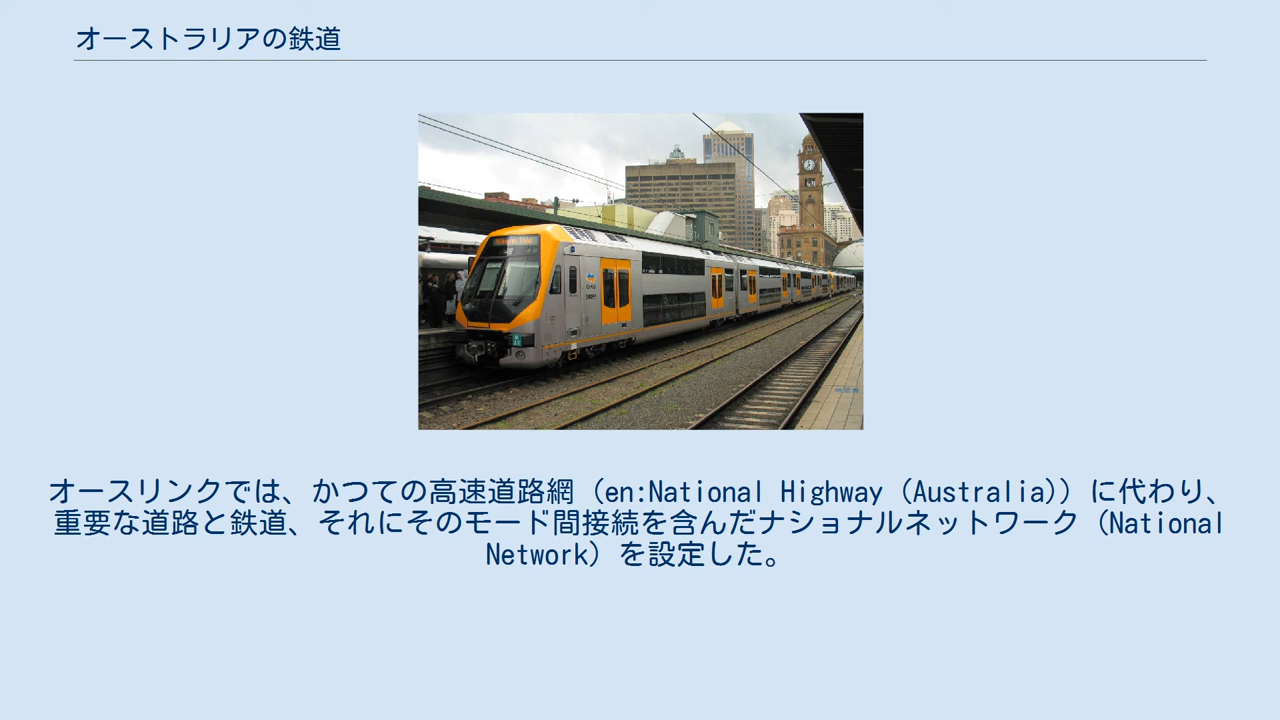 オーストラリアの鉄道
オースリンクでは、かつての高速道路網（en:National Highway (Australia)）に代わり、
重要な道路と鉄道、それにそのモード間接続を含んだナショナルネットワーク（National
Network）を設定した。